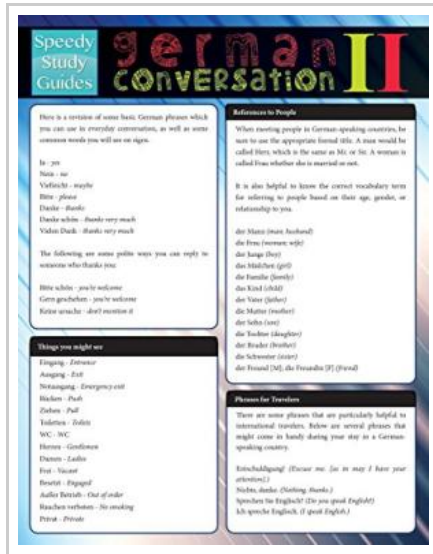 Speedy
Study
Guides
german
conversation
II
Here is a revision of some basic German phrases which
you can use in everyday conversation, as well as some
common words you will see on signs.
Ja - yes
Nein - no
Vielleicht - maybe
Bitte - please
Danke - thanks
Danke schön - thanks very much
Vielen Dank - thanks very much
The following are some polite ways you can reply to
someone who thanks you:
Bitte schön - you're welcome
Gern geschehen - you're welcome
Keine ursache - don't mention it
Things you might see
Eingang - Entrance
Ausgang - Exit
Notausgang - Emergency exit
Drücken - Push
Ziehen - Pull
Toiletten - Toilets
WC - WC
Herren - Gentlemen
Damen - Ladies
Frei - Vacant
Besetzt - Engaged
Außer Betrieb - Out of order
Rauchen verboten - No smoking
Privat - Private
References to People
When meeting people in German-speaking countries, be
sure to use the appropriate formal title. A man would be
called Herr, which is the same as Mr. or Sir. A woman is
called Frau whether she is married or not.
It is also helpful to know the correct vocabulary term
for referring to people based on their age, gender, or
relationship to you.
der Mann (man; husband)
die Frau (woman; wife)
der Junge (boy)
das Mädchen (girl)
die Familie (family)
das Kind (child)
der Vater (father)
die Mutter (mother)
der Sohn (son)
die Tochter (daughter)
der Bruder (brother)
die Schwester (sister)
der Freund [M]; die Freundin [F] (friend)
Phrases for Travelers
There are some phrases that are particularly helpful to
international travelers. Below are several phrases that
might come in handy during your stay in a German-
speaking country.
Entschuldigung! (Excuse me. [as in may I have your
attention].)
Nichts, danke. (Nothing, thanks.)
Sprechen Sie Englisch? (Do you speak English?)
Ich spreche Englisch. (I speak English.)